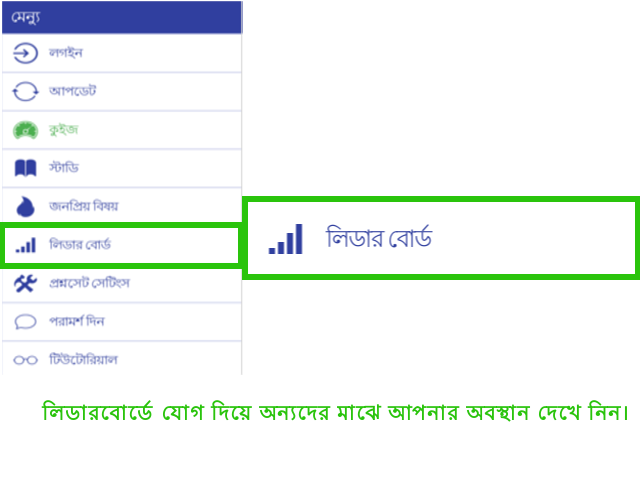 মেন্যু
লগইন
আপডেট
কুইজ
স্টাডি
জনপ্রিয় বিষয়
লিডার বোর্ড
লিডার বোর্ড
প্রশ্নসেট সেটিংস
পরামর্শ দিন
টিউটোরিয়াল
লিডারবোর্ডে যোগ দিয়ে অন্যদের মাঝে আপনার অবস্থান দেখে নিন।